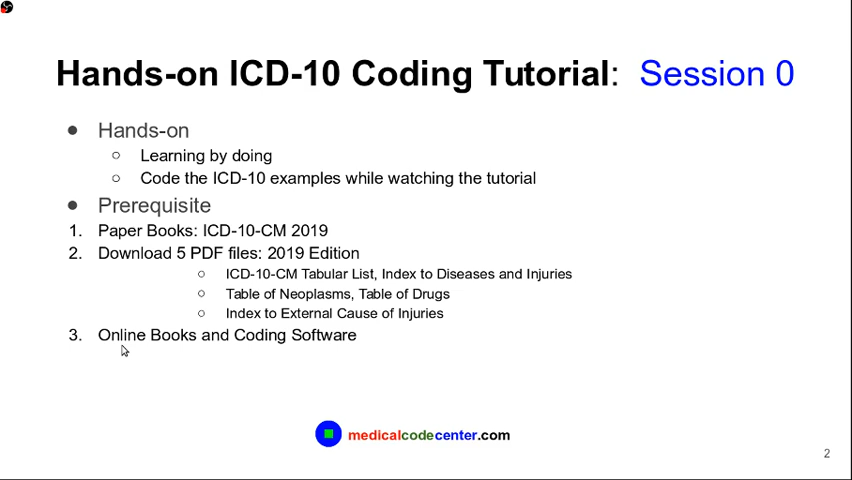 Hands-on ICD-10 Coding Tutorial: Session 0
● Hands-on
○ Learning by doing
○ Code the ICD-10 examples while watching the tutorial
● Prerequisite
1. Paper Books: ICD-10-CM 2019
2. Download 5 PDF files: 2019 Edition
○ ICD-10-CM Tabular List, Index to Diseases and Injuries
○ Table of Neoplasms, Table of Drugs
○ Index to External Cause of Injuries
3. Online Books and Coding Software
medicalcodecenter.com
2